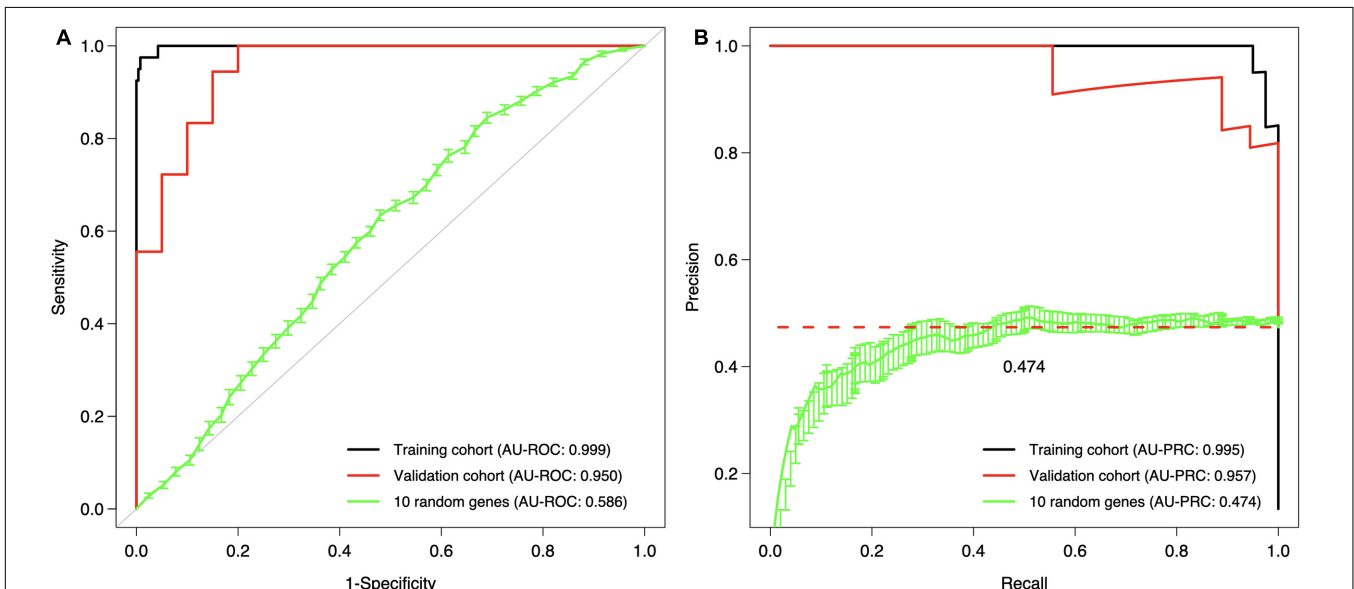 A
1.0
0.8
0.6
0.4
0.2
0.0
Sensitivity
Training cohort (AU-ROC: 0.999)
Validation cohort (AU-ROC: 0.950)
10 random genes (AU-ROC: 0.586)
0.0 0.2 0.4 0.6 0.8 1.0
1-Specificity
B
1.0
0.8
0.6
0.4
0.2
Precision
0.474
Training cohort (AU-PRC: 0.995)
Validation cohort (AU-PRC: 0.957)
10 random genes (AU-PRC: 0.474)
0.0 0.2 0.4 0.6 0.8 1.0
Recall